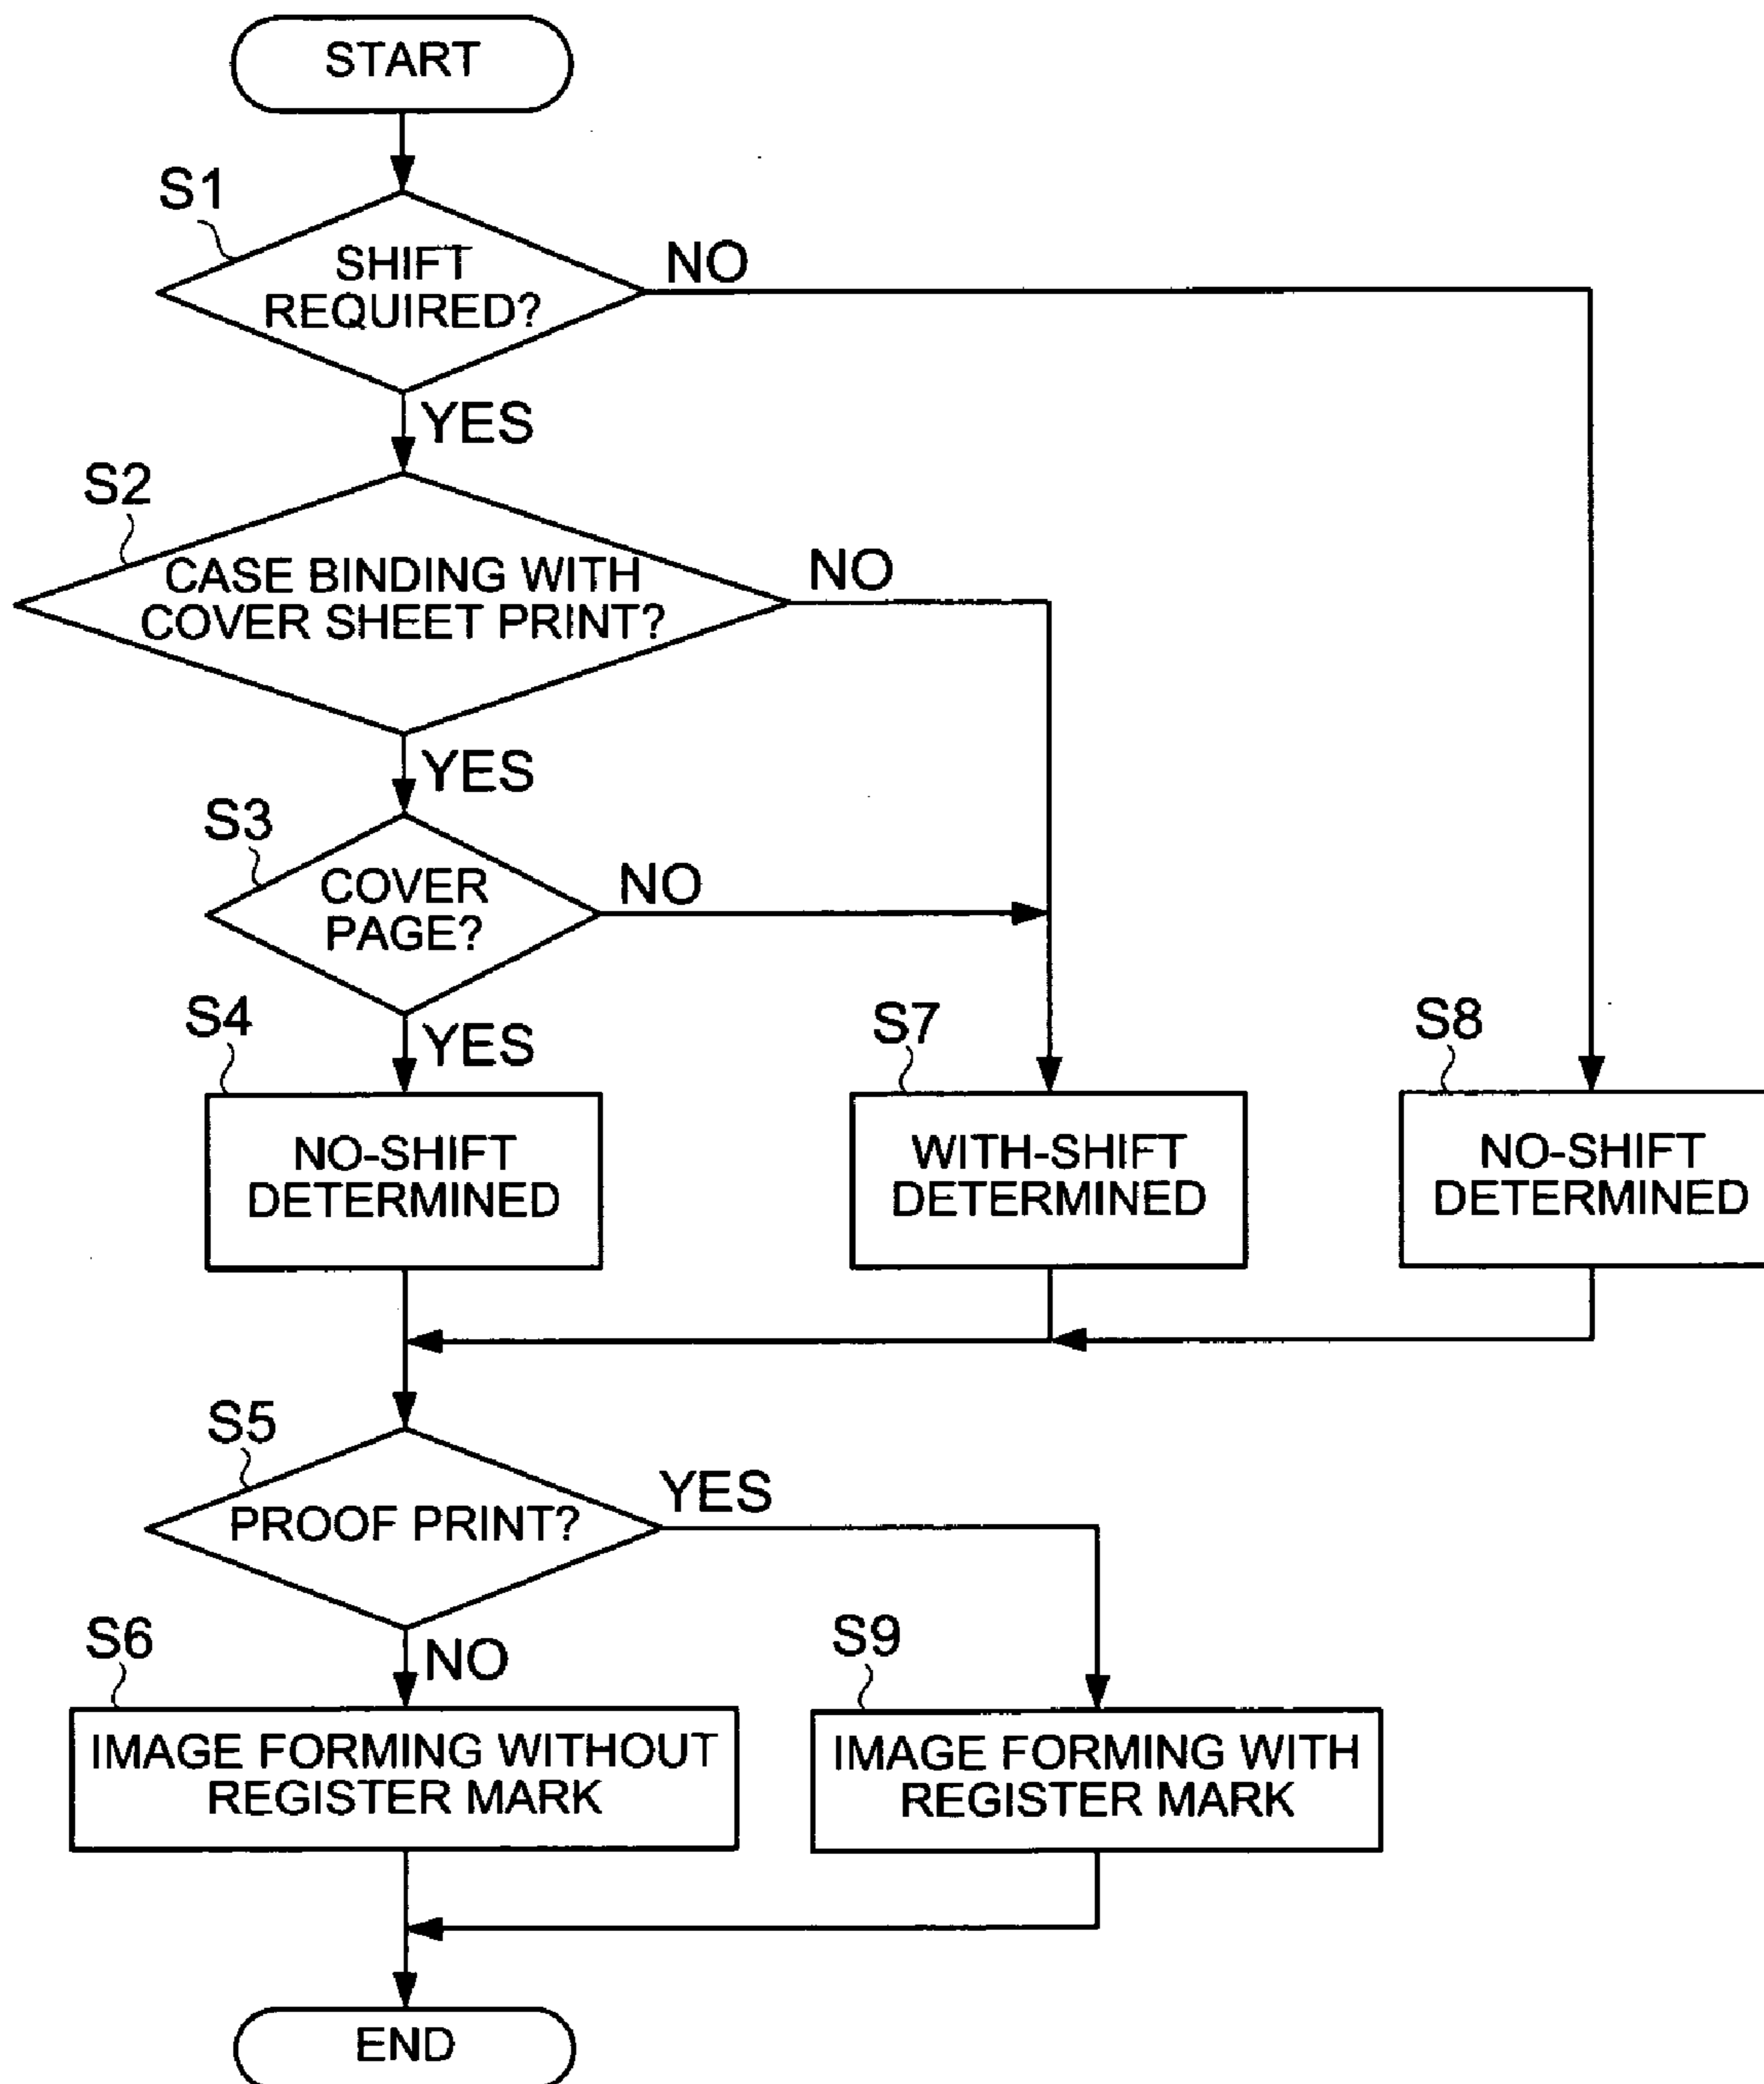 START
S1
SHIFT
REQUIRED?
NO
YES
S2
CASE BINDING WITH
COVER SHEET PRINT?
NO
YES
S3
COVER
PAGE?
NO
YES
S4
NO-SHIFT
DETERMINED
S7
WITH-SHIFT
DETERMINED
S8
NO-SHIFT
DETERMINED
S5
PROOF PRINT?
YES
NO
S6
IMAGE FORMING WITHOUT
REGISTER MARK
S9
IMAGE FORMING WITH
REGISTER MARK
END